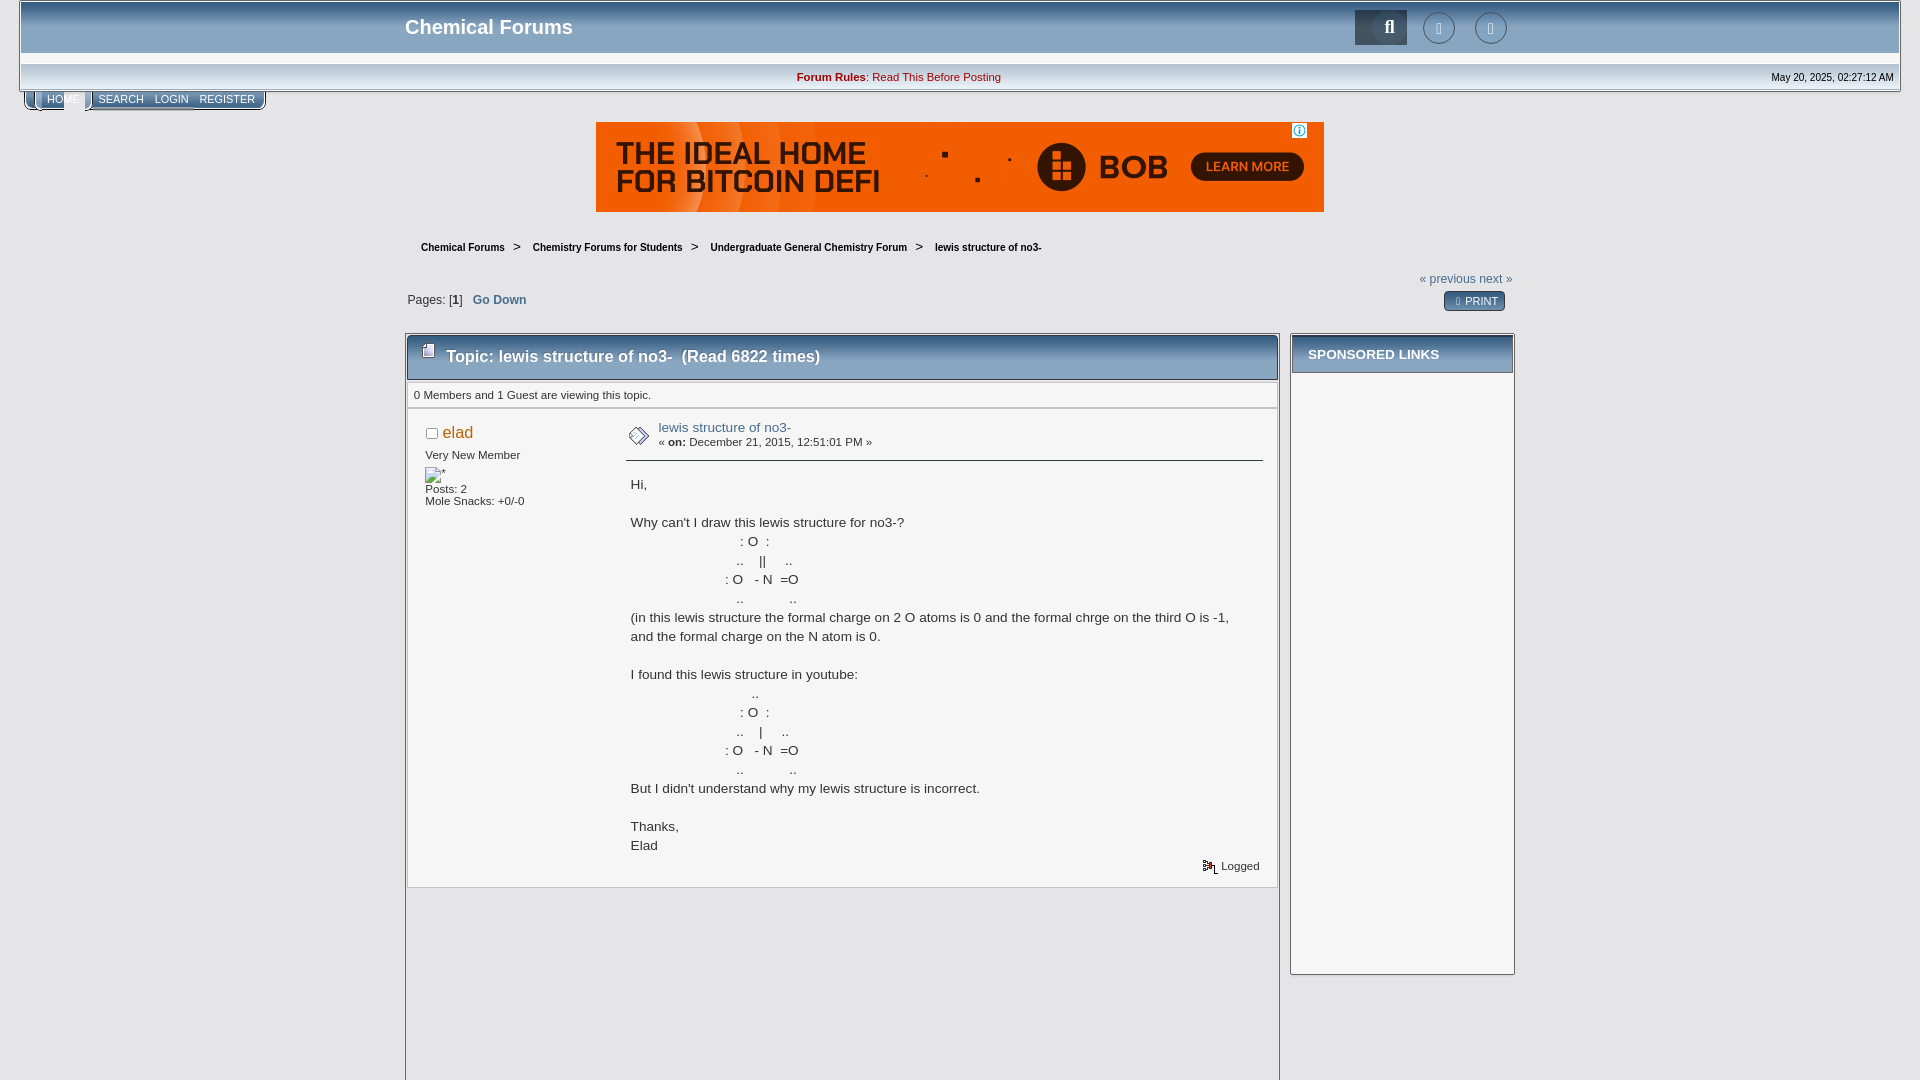 Chemical Forums
Forum Rules: Read This Before Posting
May 20, 2025, 02:27:12 AM
HOME SEARCH LOGIN REGISTER
THE IDEAL HOME
FOR BITCOIN DEFI
BOB
LEARN MORE
Chemical Forums > Chemistry Forums for Students > Undergraduate General Chemistry Forum > lewis structure of no3-
« previous next »
Pages: [1] Go Down
PRINT
Topic: lewis structure of no3-  (Read 6822 times)
SPONSORED LINKS
0 Members and 1 Guest are viewing this topic.
elad
Very New Member
*
Posts: 2
Mole Snacks: +0/-0
lewis structure of no3-
« on: December 21, 2015, 12:51:01 PM »
Hi,
Why can't I draw this lewis structure for no3-?
: O  :
..    ||     ..
: O   - N  =O
..            ..
(in this lewis structure the formal charge on 2 O atoms is 0 and the formal chrge on the third O is -1,
and the formal charge on the N atom is 0.
I found this lewis structure in youtube:
..
: O  :
..    |     ..
: O   - N  =O
..            ..
But I didn't understand why my lewis structure is incorrect.
Thanks,
Elad
Logged